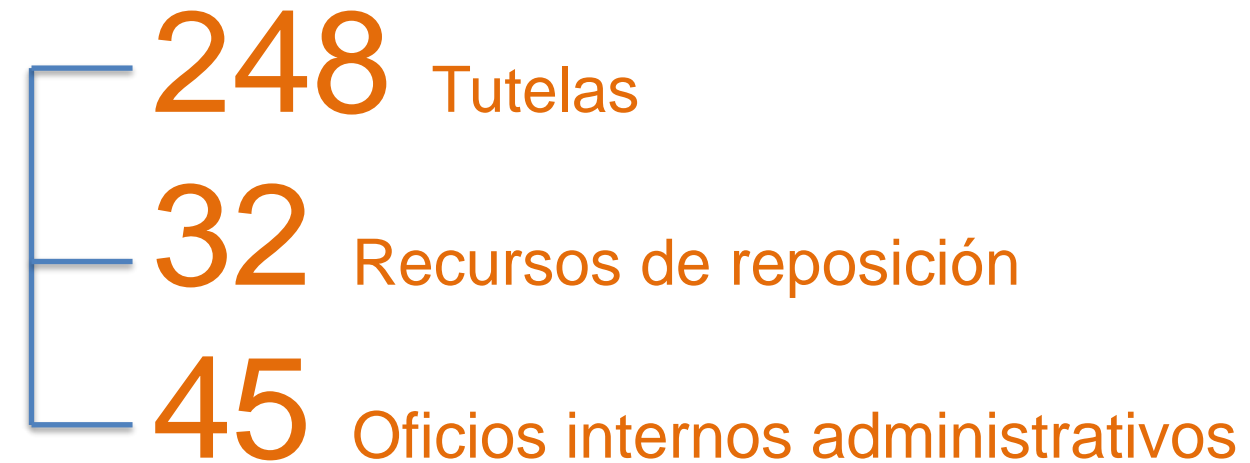 248 Tutelas
32 Recursos de reposición
45 Oficios internos administrativos